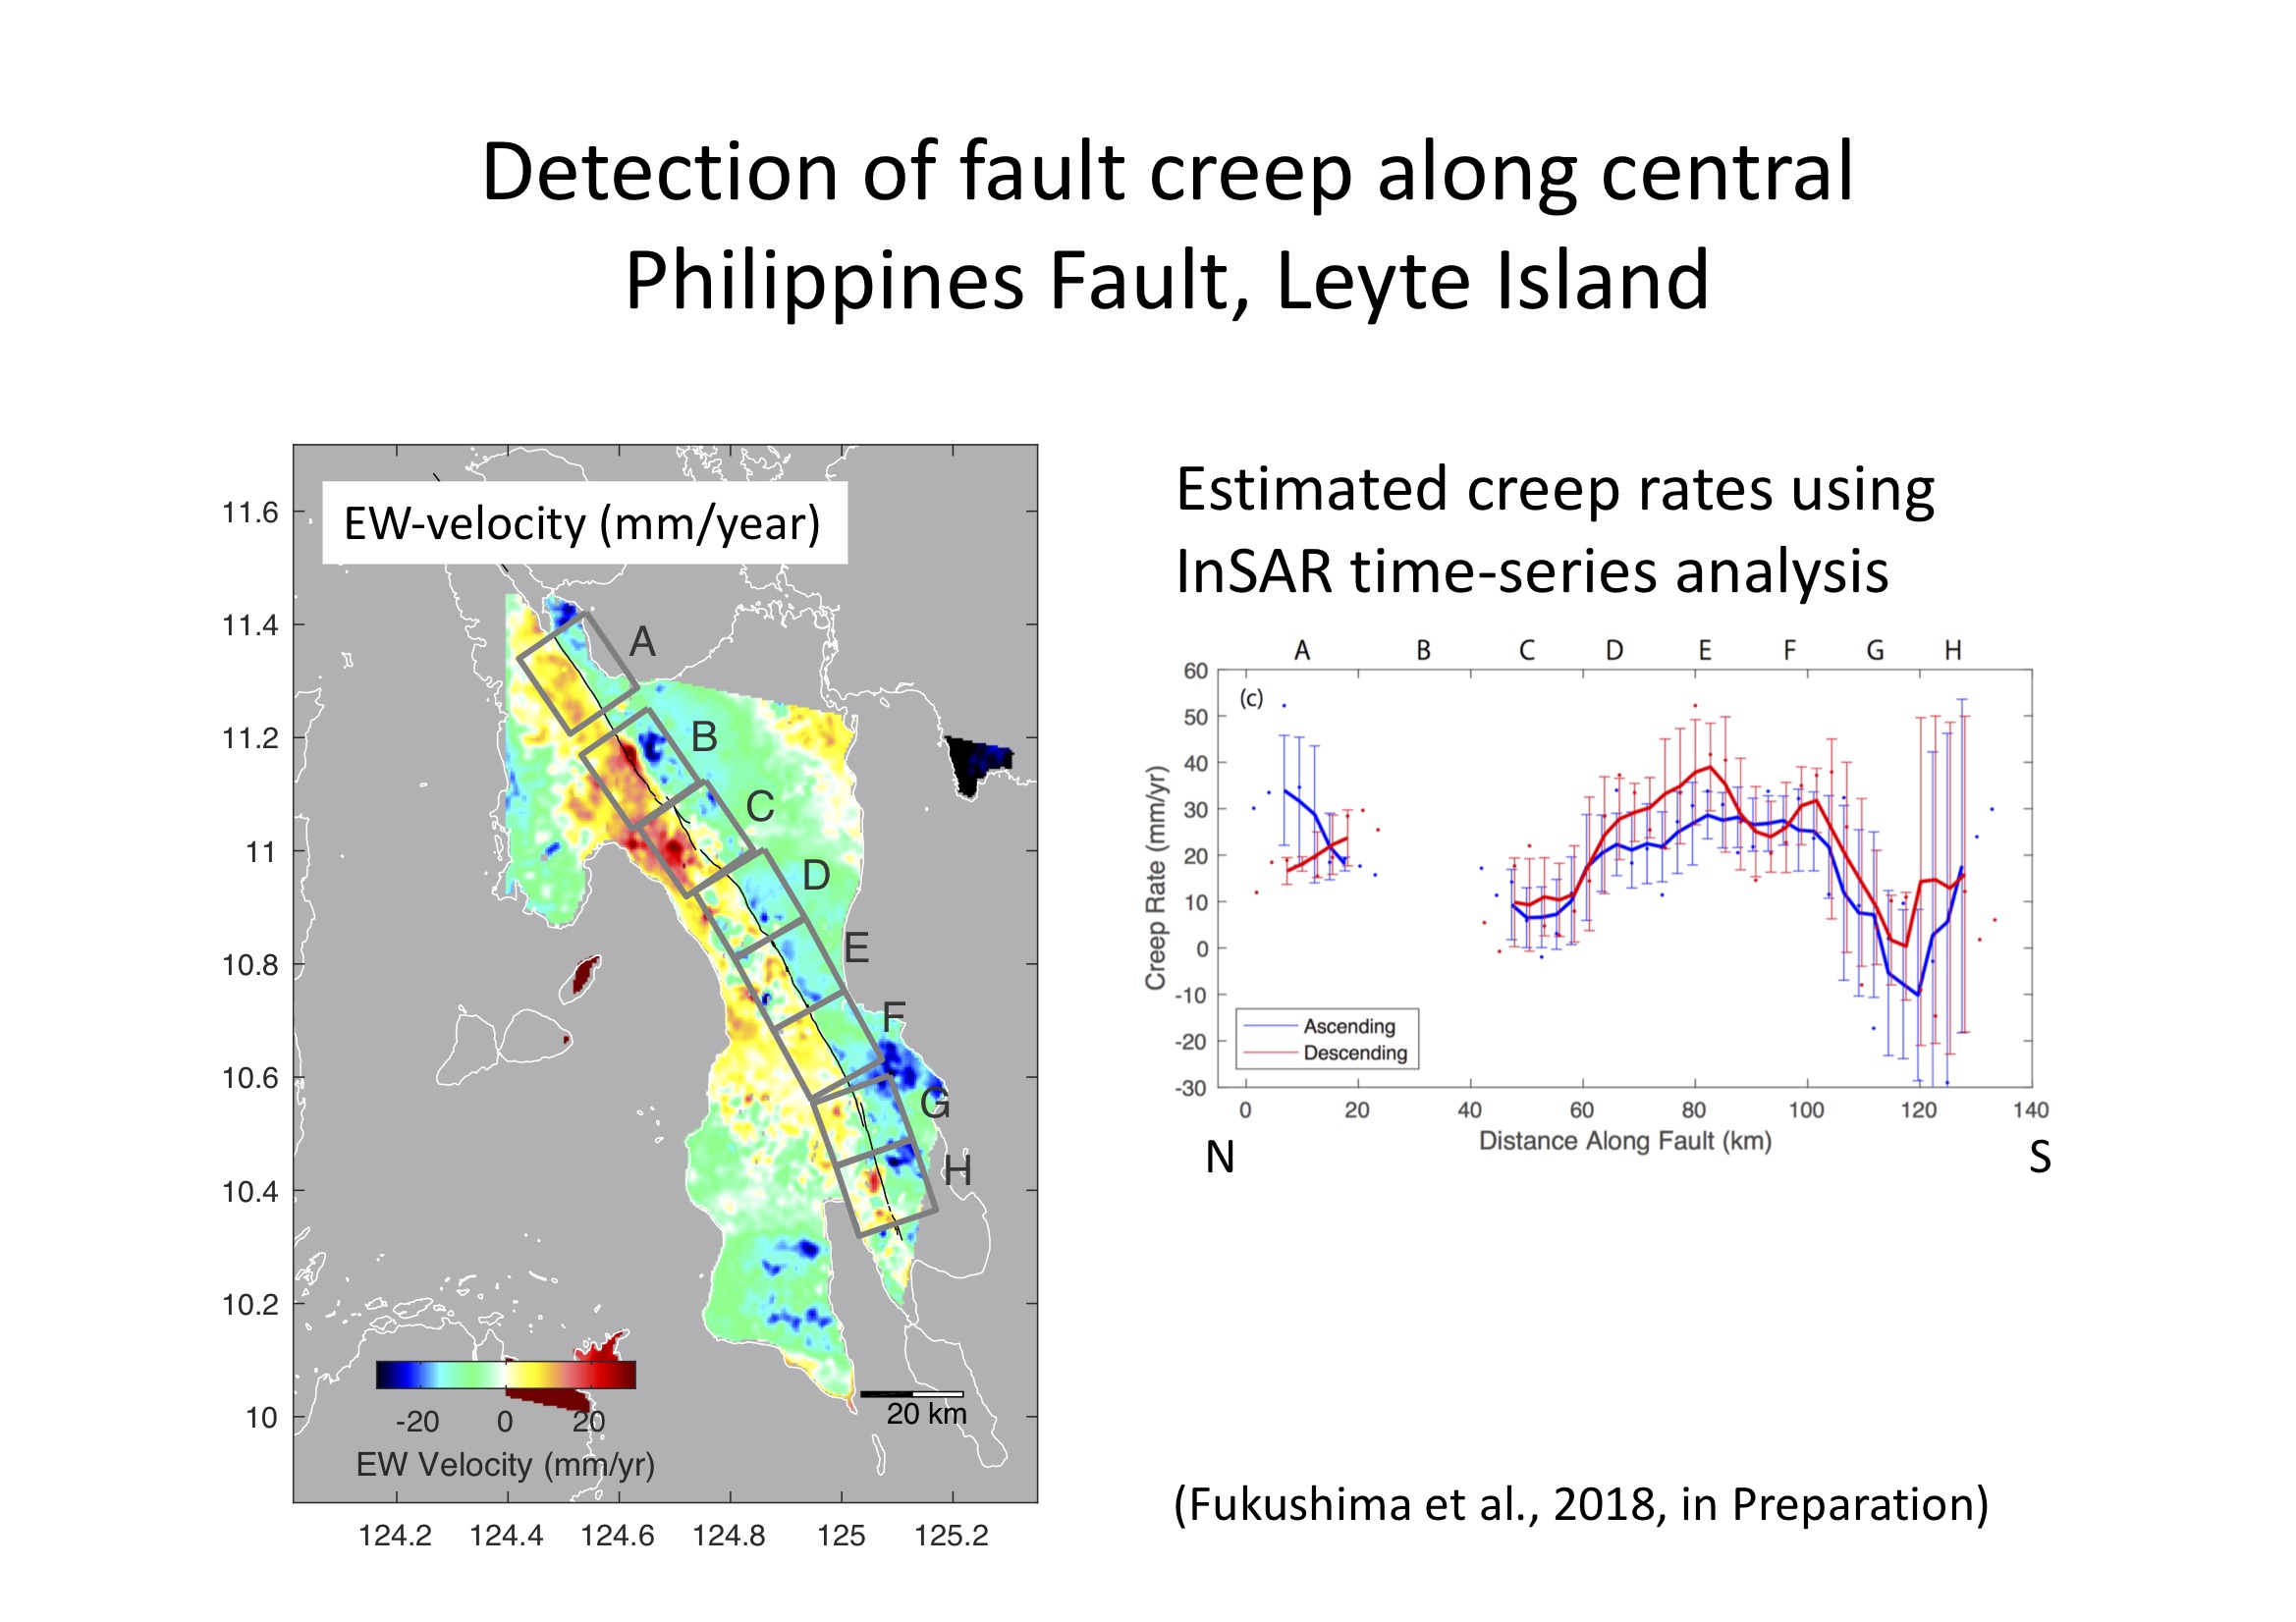 Detection of fault creep along central
Philippines Fault, Leyte Island
EW-velocity (mm/year)
11.6
11.4
11.2
11
10.8
10.6
10.4
10.2
10
124.2 124.4 124.6 124.8 125 125.2
A
B
C
D
E
F
G
H
-20 0 20
EW Velocity (mm/yr)
20 km
Estimated creep rates using
InSAR time-series analysis
A B C D E F G H
(c)
60
50
40
30
20
10
0
-10
-20
-30
Creep Rate (mm/yr)
Ascending
Descending
0 20 40 60 80 100 120 140
Distance Along Fault (km)
N S
(Fukushima et al., 2018, in Preparation)